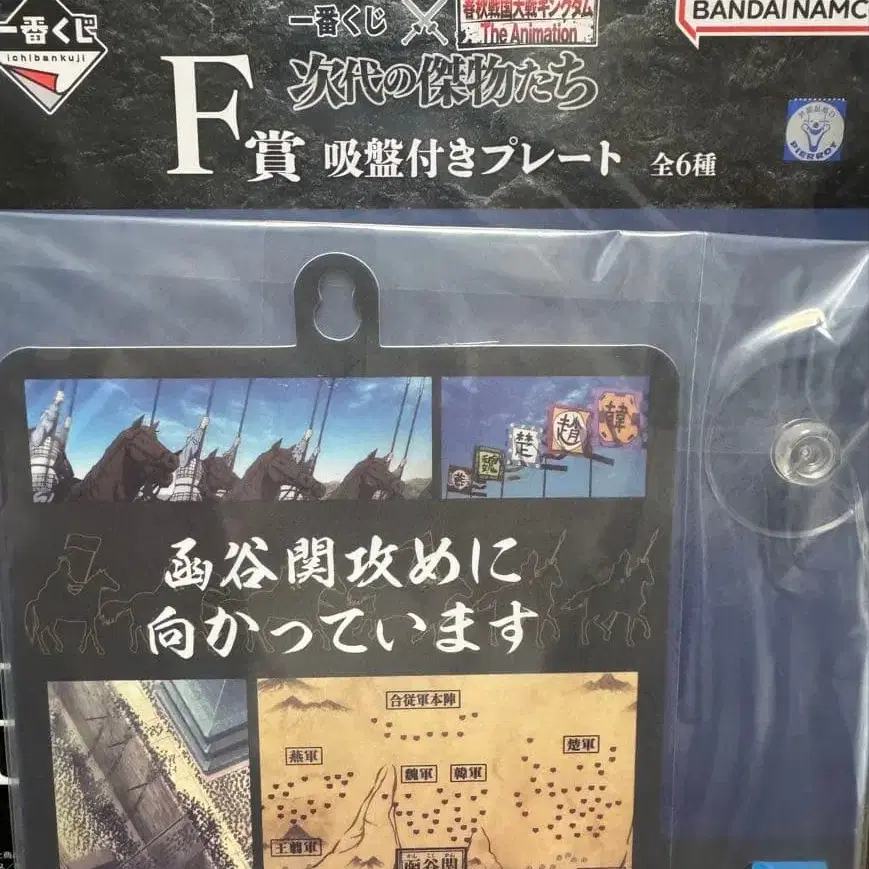 一番くじ
ichibankuji
一番くじ
春秋戦国大戦キングダム
The Animation
BANDAI NAMC
次代の傑物たち
F賞 吸盤付きプレート 全6種
PIERROT
魏
楚
趙
韓
函谷関攻めに
向かっています
合従軍本陣
燕軍
魏軍
韓軍
楚軍
王翦軍
函谷関